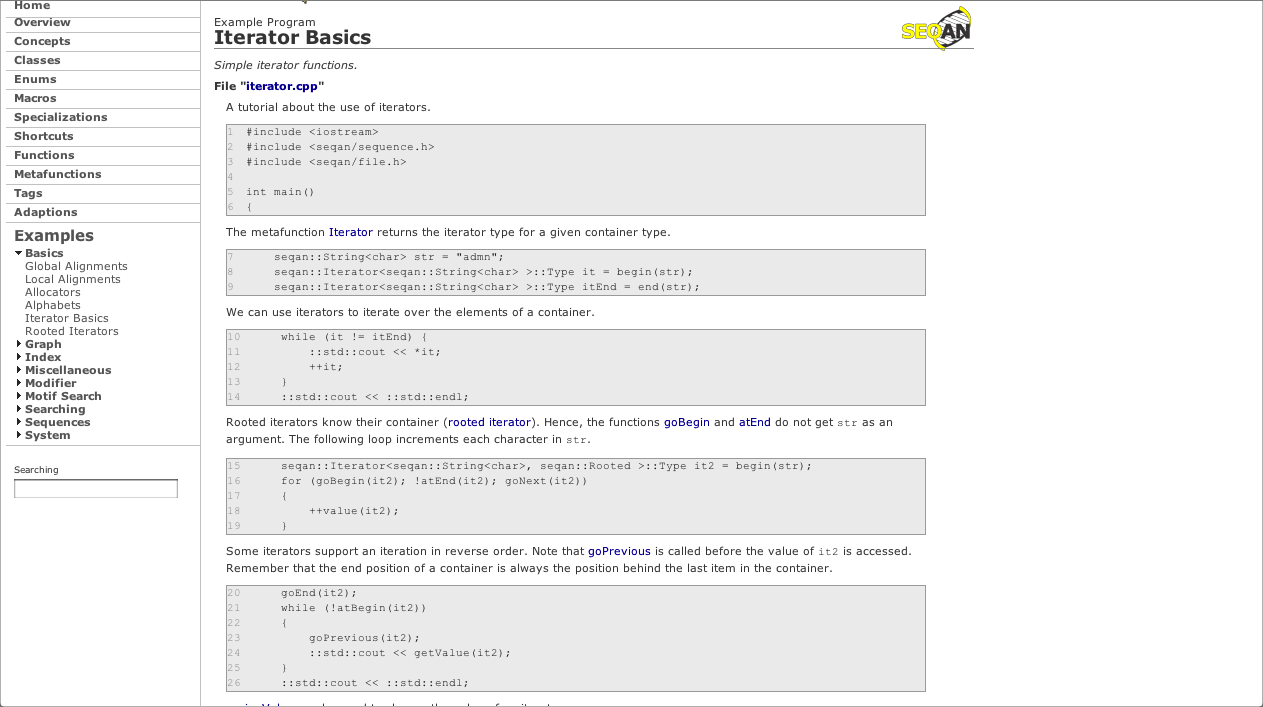 Home
Overview
Concepts
Classes
Enums
Macros
Specializations
Shortcuts
Functions
Metafunctions
Tags
Adaptions
Examples
Basics
Global Alignments
Local Alignments
Allocators
Alphabets
Iterator Basics
Rooted Iterators
Graph
Index
Miscellaneous
Modifier
Motif Search
Searching
Sequences
System
Searching
Example Program
Iterator Basics
SEQAN
Simple iterator functions.
File "iterator.cpp"
A tutorial about the use of iterators.
1 #include <iostream>
2 #include <seqan/sequence.h>
3 #include <seqan/file.h>
4
5 int main()
6 {
The metafunction Iterator returns the iterator type for a given container type.
7     seqan::String<char> str = "admn";
8     seqan::Iterator<seqan::String<char> >::Type it = begin(str);
9     seqan::Iterator<seqan::String<char> >::Type itEnd = end(str);
We can use iterators to iterate over the elements of a container.
10     while (it != itEnd) {
11         ::std::cout << *it;
12         ++it;
13     }
14     ::std::cout << ::std::endl;
Rooted iterators know their container (rooted iterator). Hence, the functions goBegin and atEnd do not get str as an
argument. The following loop increments each character in str.
15     seqan::Iterator<seqan::String<char>, seqan::Rooted >::Type it2 = begin(str);
16     for (goBegin(it2); !atEnd(it2); goNext(it2))
17     {
18         ++value(it2);
19     }
Some iterators support an iteration in reverse order. Note that goPrevious is called before the value of it2 is accessed.
Remember that the end position of a container is always the position behind the last item in the container.
20     goEnd(it2);
21     while (!atBegin(it2))
22     {
23         goPrevious(it2);
24         ::std::cout << getValue(it2);
25     }
26     ::std::cout << ::std::endl;